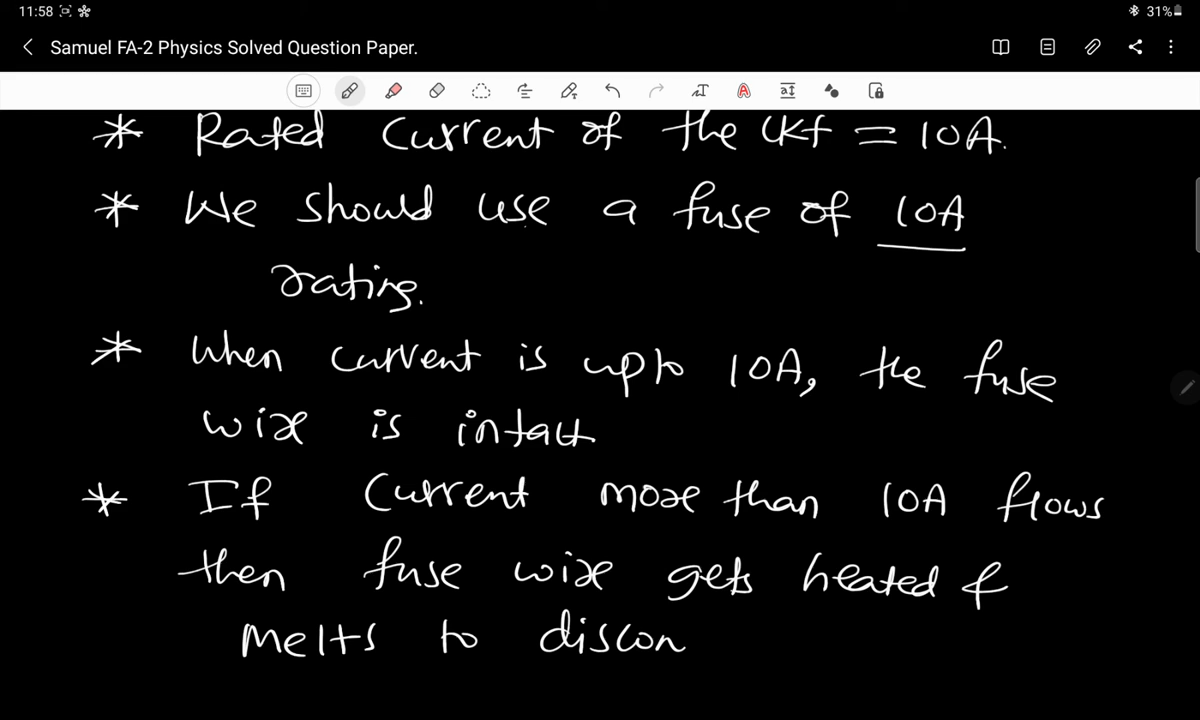 11:58
31%
Samuel FA-2 Physics Solved Question Paper.
* Rated Current of the CKT = 10A.
* We should use a fuse of 10A
rating.
* When current is upto 10A, the fuse
wire is intact
* If Current more than 10A flows
then fuse wire gets heated &
melts to discon